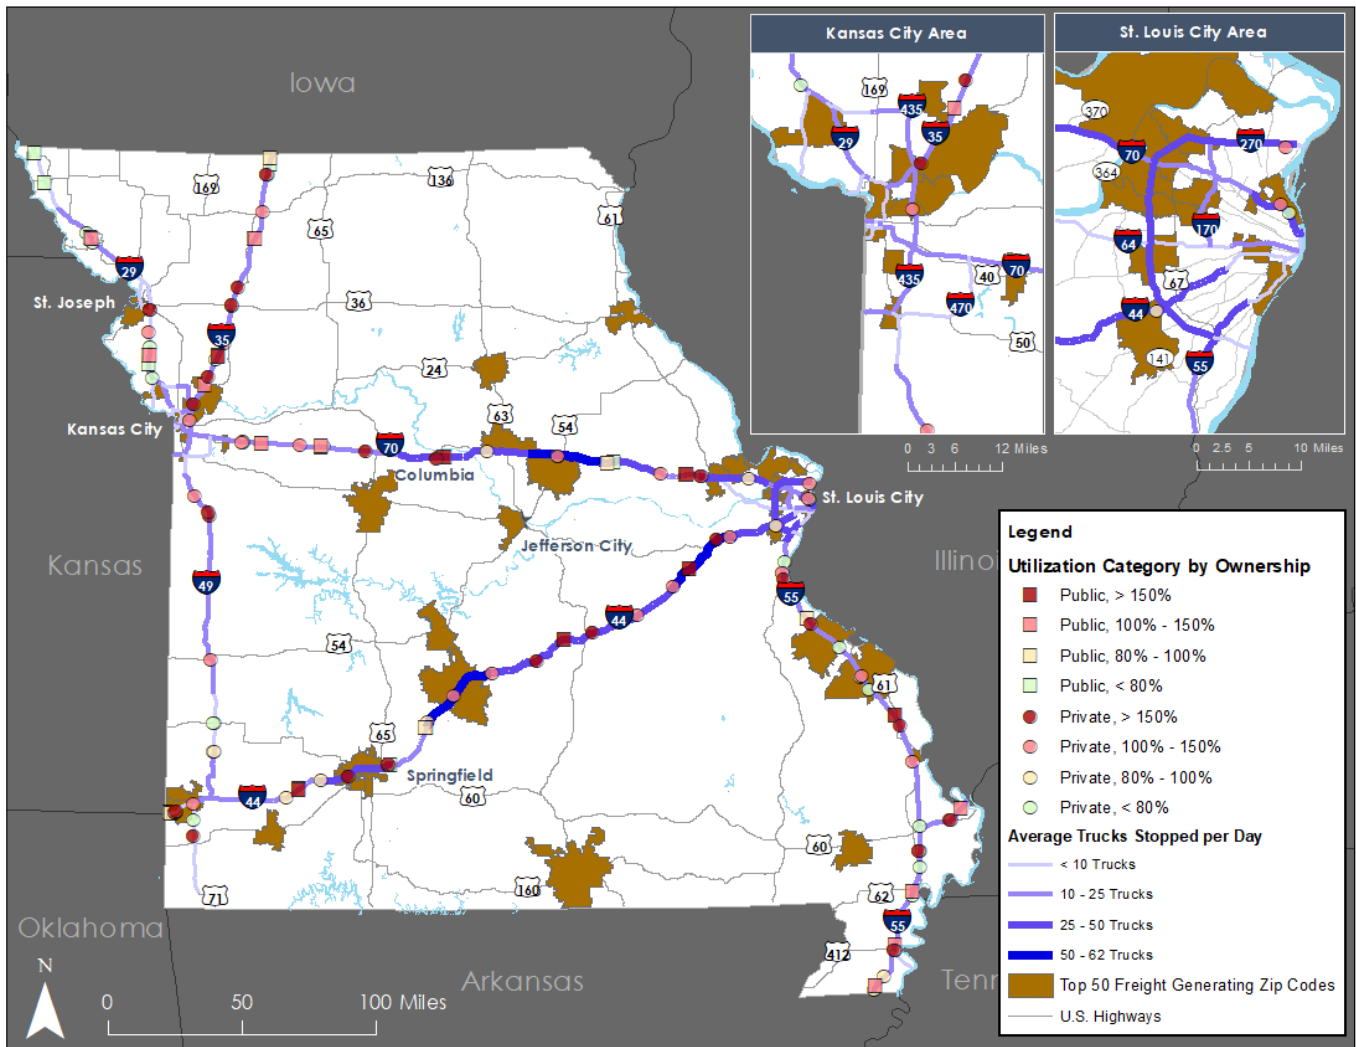 Kansas City Area
St. Louis City Area
169
435
29
35
435
40
70
470
50
0 3 6 12 Miles
370
70
270
364
170
64
67
44
141
55
0 2.5 5 10 Miles
Iowa
169
136
65
61
29
St. Joseph
36
35
24
63
54
Kansas City
70
Columbia
St. Louis City
Jefferson City
Kansas
Illinoi
49
44
55
54
61
65
Springfield
44
60
60
71
160
62
55
412
Oklahoma
Arkansas
Tenn
N
0 50 100 Miles
Legend
Utilization Category by Ownership
Public, > 150%
Public, 100% - 150%
Public, 80% - 100%
Public, < 80%
Private, > 150%
Private, 100% - 150%
Private, 80% - 100%
Private, < 80%
Average Trucks Stopped per Day
< 10 Trucks
10 - 25 Trucks
25 - 50 Trucks
50 - 62 Trucks
Top 50 Freight Generating Zip Codes
U.S. Highways